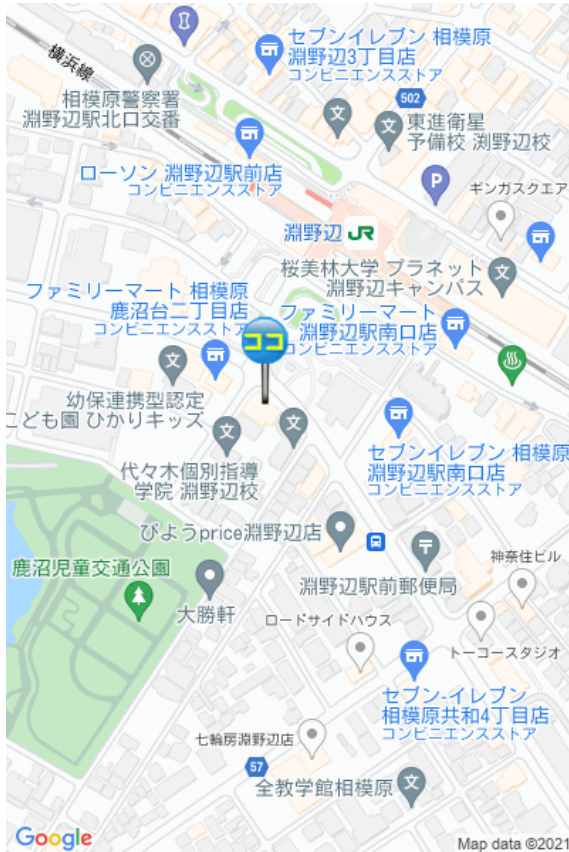 横浜線
セブンイレブン 相模原
淵野辺3丁目店
コンビニエンスストア
相模原警察署
淵野辺駅北口交番
502
東進衛星
予備校 渕野辺校
ローソン 淵野辺駅前店
コンビニエンスストア
P
ギンガスクエア
淵野辺 JR
桜美林大学 プラネット
淵野辺キャンパス
ファミリーマート 相模原
鹿沼台二丁目店
コンビニエンスストア
ファミリーマート
淵野辺駅南口店
コンビニエンスストア
ココ
幼保連携型認定
こども園 ひかりキッズ
セブンイレブン 相模原
淵野辺駅南口店
コンビニエンスストア
代々木個別指導
学院 淵野辺校
びようprice淵野辺店
鹿沼児童交通公園
大勝軒
淵野辺駅前郵便局
神奈住ビル
ロードサイドハウス
トーコースタジオ
セブン-イレブン
相模原共和4丁目店
コンビニエンスストア
七輪房淵野辺店
57
全教学館相模原
Google
Map data ©2021